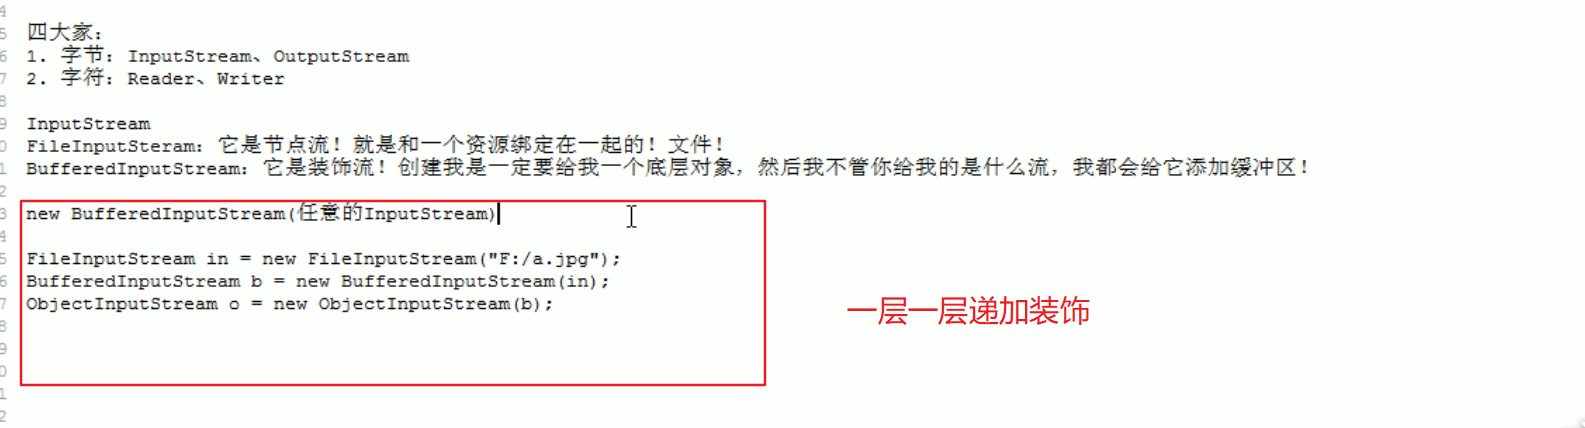 4
5 四大家：
6 1. 字节：InputStream、OutputStream
7 2. 字符：Reader、Writer
8
9 InputStream
0 FileInputSteram：它是节点流！就是和一个资源绑定在一起的！文件！
1 BufferedInputStream：它是装饰流！创建我是一定要给我一个底层对象，然后我不管你给我的是什么流，我都会给它添加缓冲区！
2
3 new BufferedInputStream(任意的InputStream)
4
5 FileInputStream in = new FileInputStream("F:/a.jpg");
6 BufferedInputStream b = new BufferedInputStream(in);
7 ObjectInputStream o = new ObjectInputStream(b);
一层一层递加装饰
8
9
0
1
2